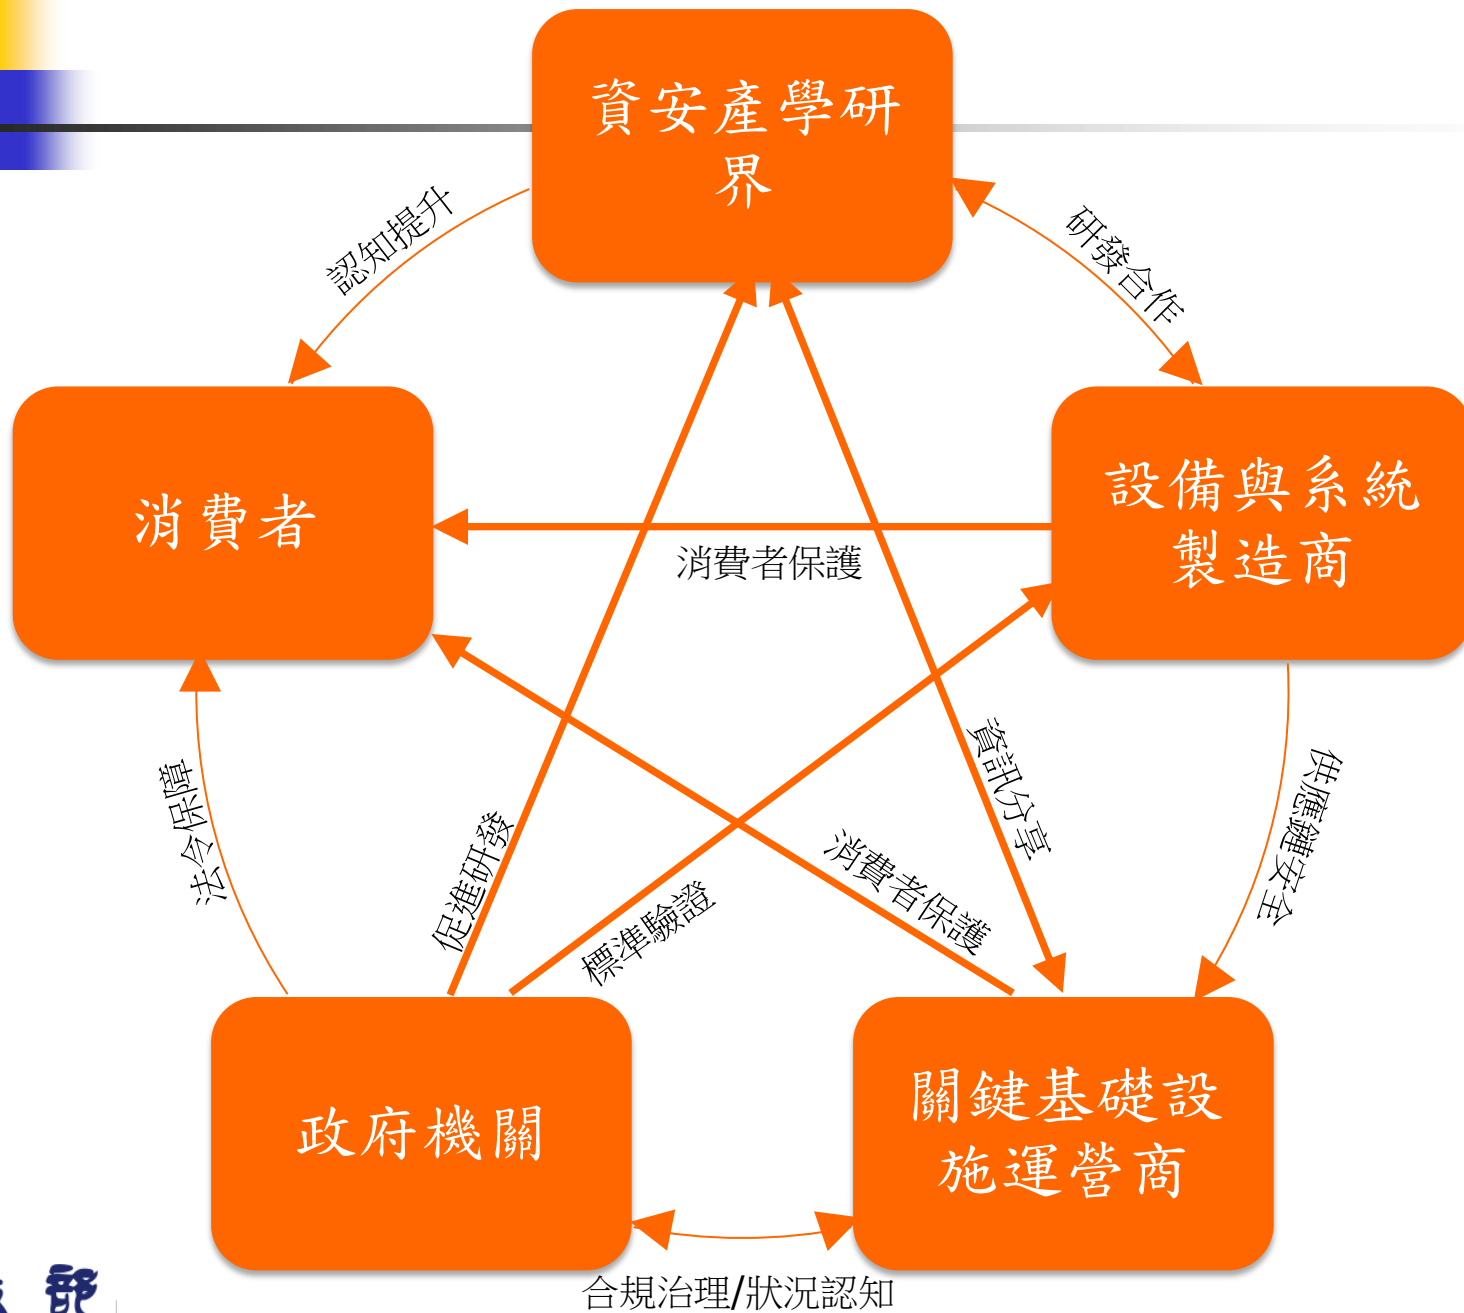 資安產學研
界
認知提升
研發合作
消費者
設備與系統
製造商
消費者保護
法令保障
促進研發
標準驗證
消費者保護
資訊分享
供應鏈安全
政府機關
關鍵基礎設
施運營商
合規治理/狀況認知
部